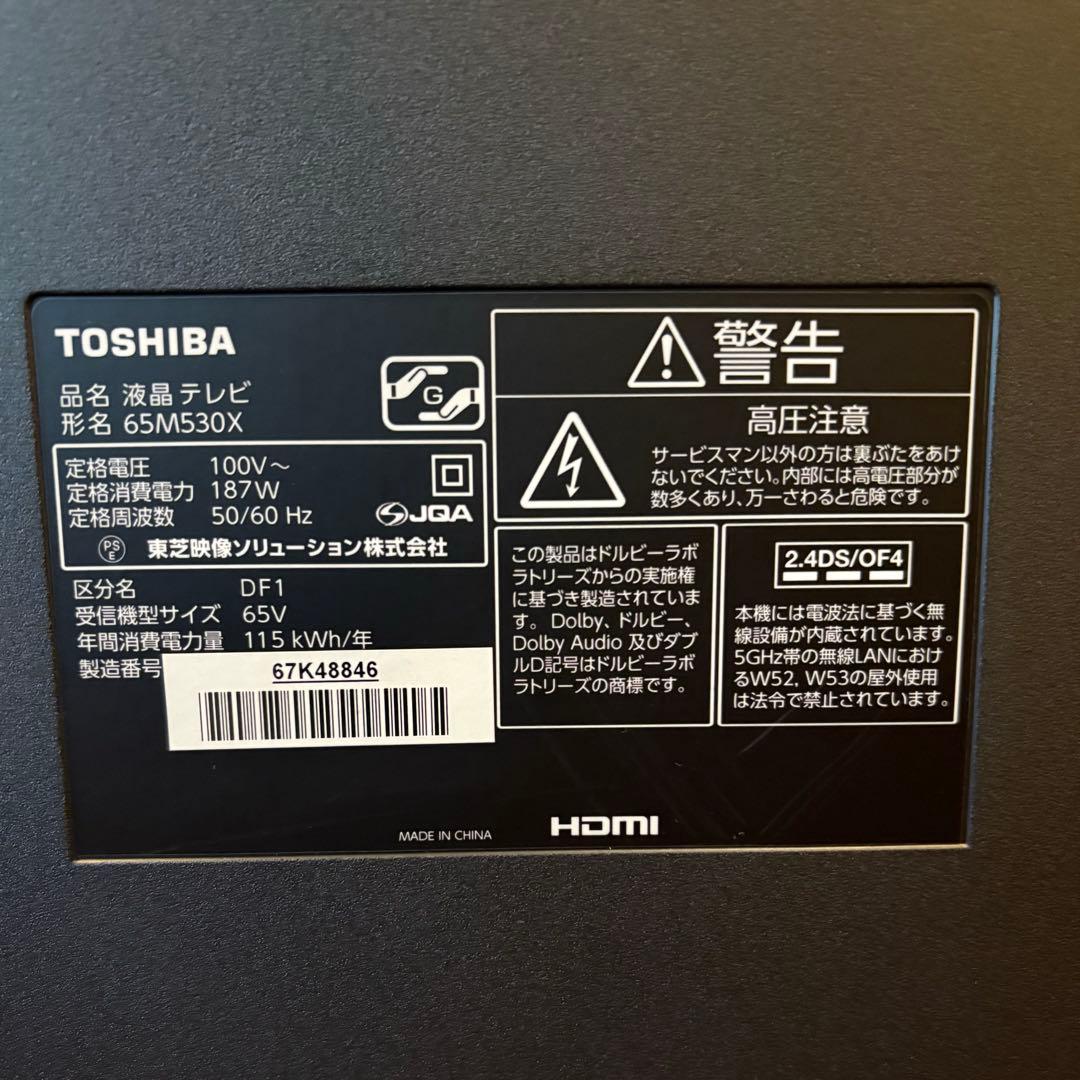 TOSHIBA
品名 液晶テレビ
形名 65M530X
G
定格電圧 100V～
定格消費電力 187W
定格周波数 50/60 Hz
JQA
PS
E
東芝映像ソリューション株式会社
区分名 DF1
受信機型サイズ 65V
年間消費電力量 115 kWh/年
製造番号
67K48846
警告
高圧注意
サービスマン以外の方は裏ぶたをあけ
ないでください。内部には高電圧部分が
数多くあり、万一さわると危険です。
この製品はドルビーラボ
ラトリーズからの実施権
に基づき製造されていま
す。Dolby、ドルビー、
Dolby Audio 及びダブ
ルD記号はドルビーラボ
ラトリーズの商標です。
2.4DS/OF4
本機には電波法に基づく無
線設備が内蔵されています。
5GHz帯の無線LANにおけ
るW52, W53の屋外使用
は法令で禁止されています。
MADE IN CHINA
HDMI